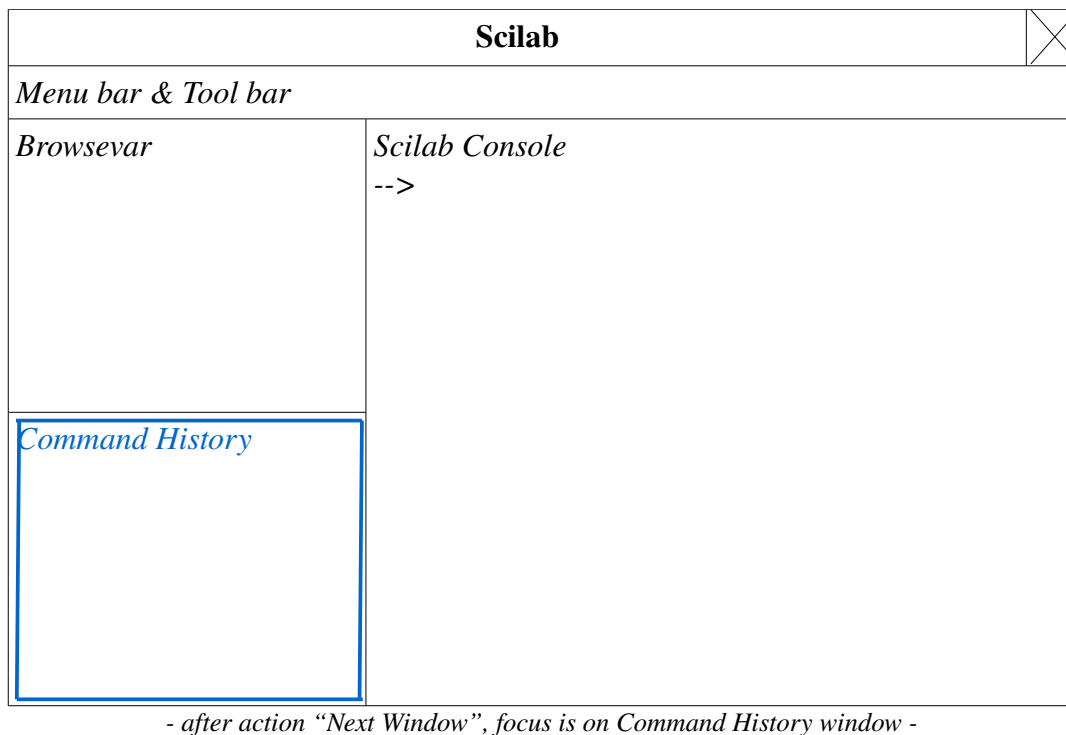 Scilab
Menu bar & Tool bar
Browsevar
Scilab Console
-->
Command History
- after action “Next Window”, focus is on Command History window -